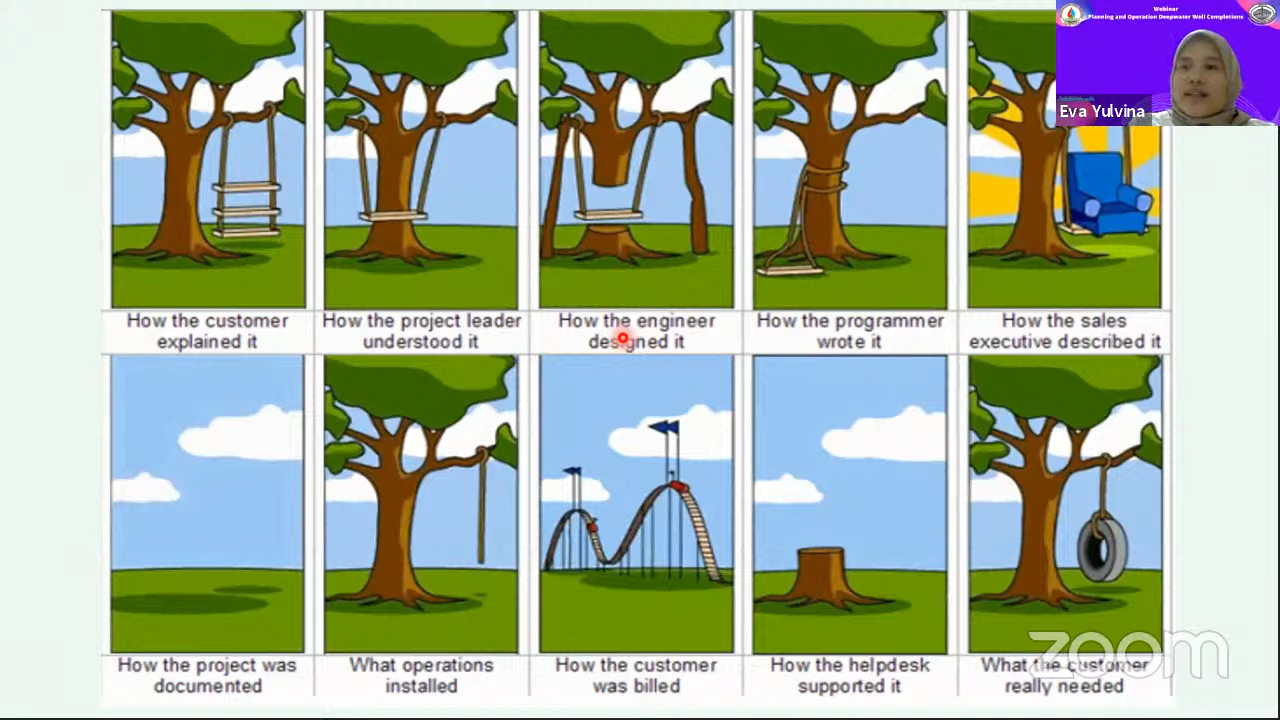 Webinar
Planning and Operation Deepwater Well Completions
Eva Yulvina
How the customer
explained it
How the project leader
understood it
How the engineer
designed it
How the programmer
wrote it
How the sales
executive described it
How the project was
documented
What operations
installed
How the customer
was billed
How the helpdesk
supported it
What the customer
really needed
zoom